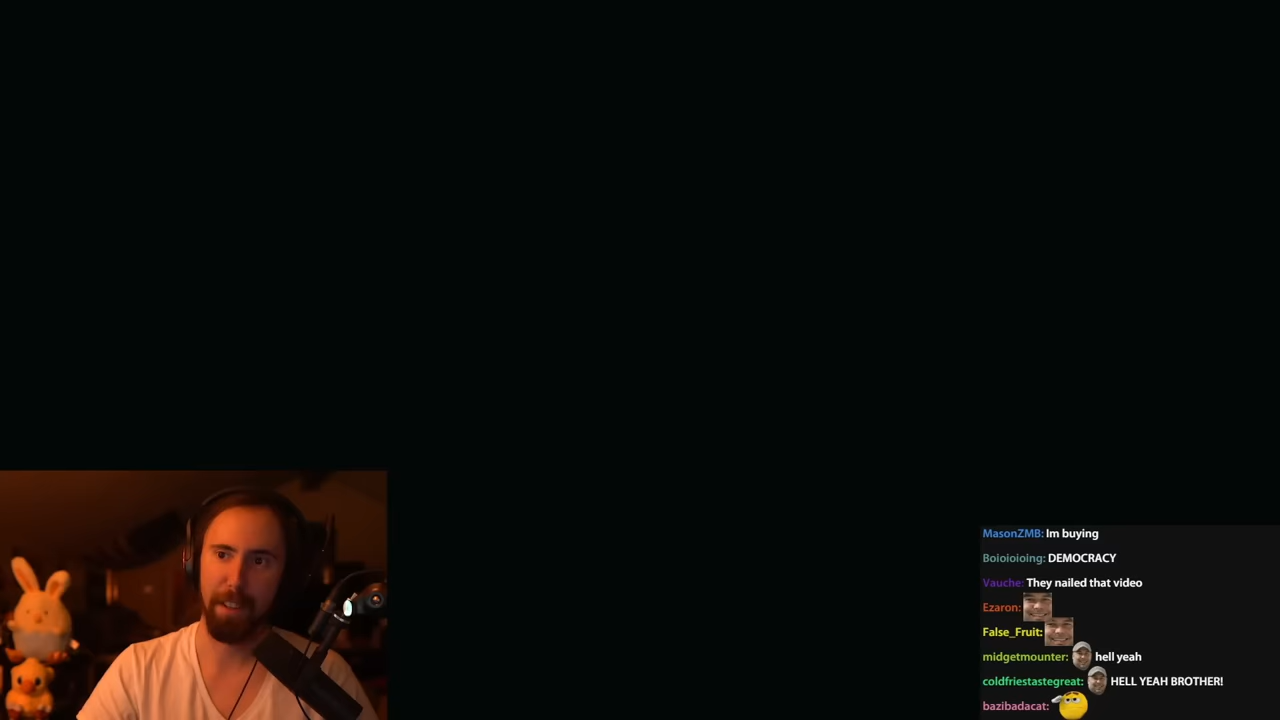 MasonZMB: Im buying
Boioioioing: DEMOCRACY
Vauche: They nailed that video
Ezaron:
False_Fruit:
midgetmounter: hell yeah
coldfriestastegreat: HELL YEAH BROTHER!
bazibadacat: